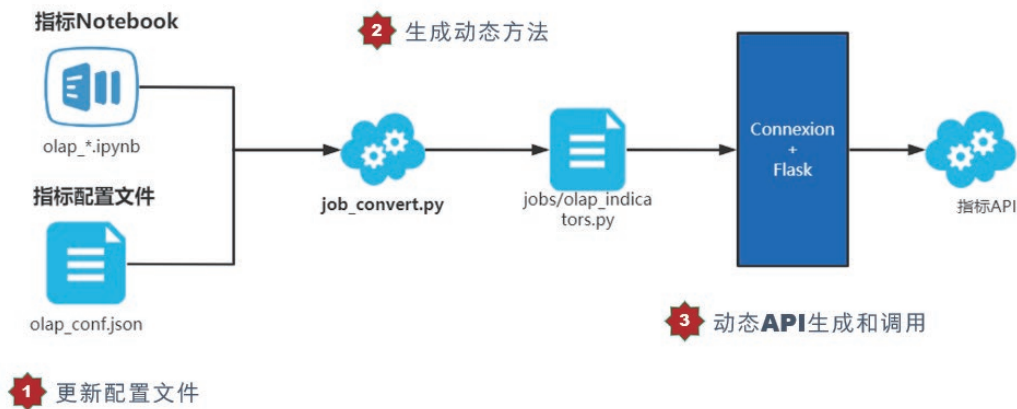 指标Notebook
olap_*.ipynb
指标配置文件
olap_conf.json
1 更新配置文件
2 生成动态方法
job_convert.py
jobs/olap_indica
tors.py
Connexion
+
Flask
指标API
3 动态API生成和调用